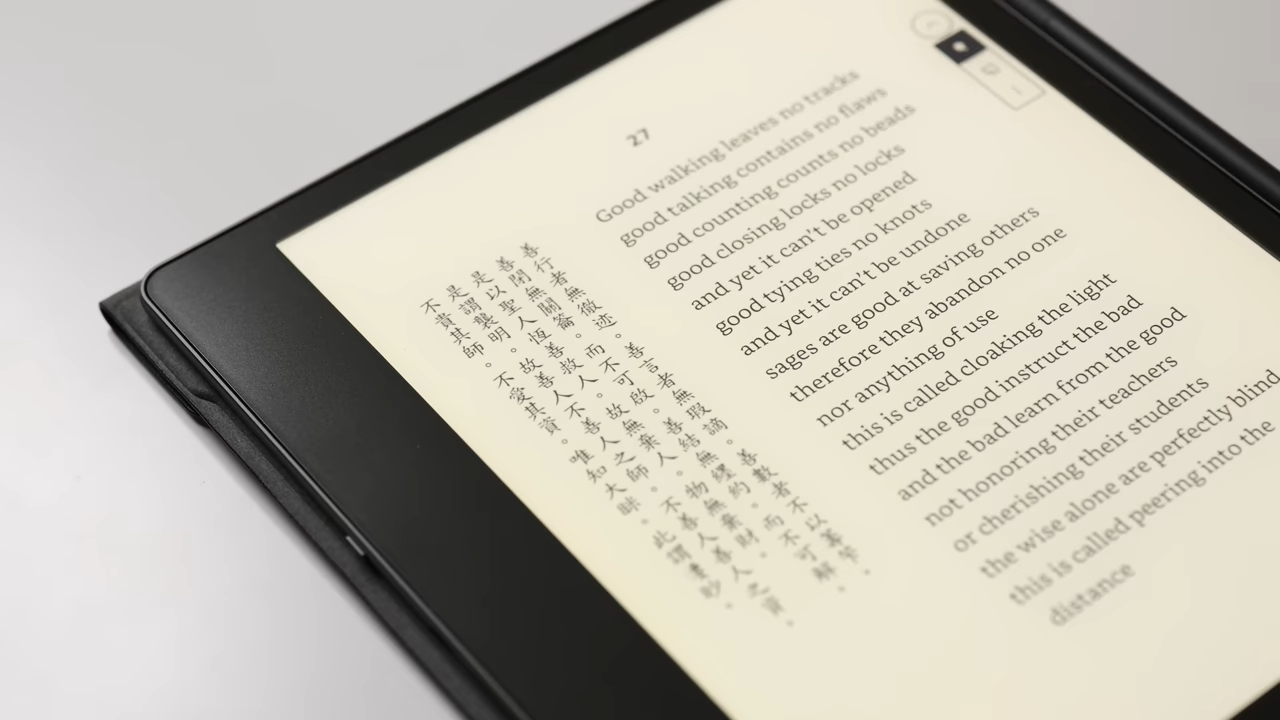 27
善行者無徹迹。善言者無瑕謫。善數者不以籌策。
善閉無關籥而不可啟。善結無繩約而不可解。
是以聖人恆善救人。故無棄人。物無棄財。
是謂襲明。故善人不善人之師。不善人善人之資。
不貴其師。不愛其資。唯知大。此謂眇。
Good walking leaves no tracks
good talking contains no flaws
good counting counts no beads
good closing locks no locks
and yet it can't be opened
good tying ties no knots
and yet it can't be undone
sages are good at saving others
therefore they abandon no one
nor anything of use
this is called cloaking the light
thus the good instruct the bad
and the bad learn from the good
not honoring their teachers
or cherishing their students
the wise alone are perfectly blind
this is called peering into the
distance